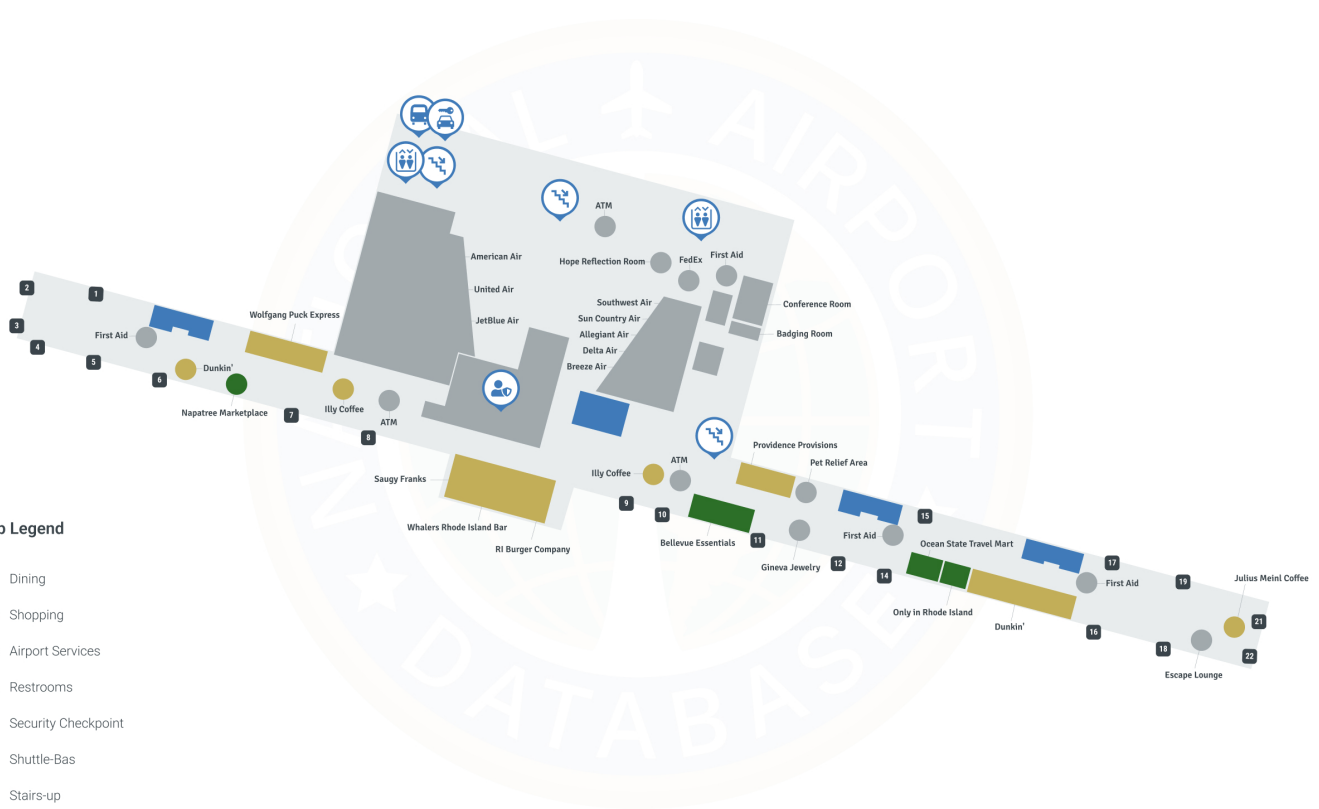 ATM
Hope Reflection Room
FedEx
First Aid
American Air
United Air
JetBlue Air
Southwest Air
Sun Country Air
Allegiant Air
Delta Air
Breeze Air
Conference Room
Badging Room
2
1
3
4
First Aid
Wolfgang Puck Express
5
6
Dunkin'
Napatree Marketplace
7
Illy Coffee
ATM
8
Saugy Franks
Whalers Rhode Island Bar
RI Burger Company
Illy Coffee
ATM
Providence Provisions
Pet Relief Area
9
10
Bellevue Essentials
11
Gineva Jewelry
12
First Aid
15
14
Ocean State Travel Mart
Only in Rhode Island
Dunkin'
17
First Aid
19
Julius Meinl Coffee
16
18
21
22
Escape Lounge
Legend
Dining
Shopping
Airport Services
Restrooms
Security Checkpoint
Shuttle-Bas
Stairs-up
AIRPORT
DATABASE